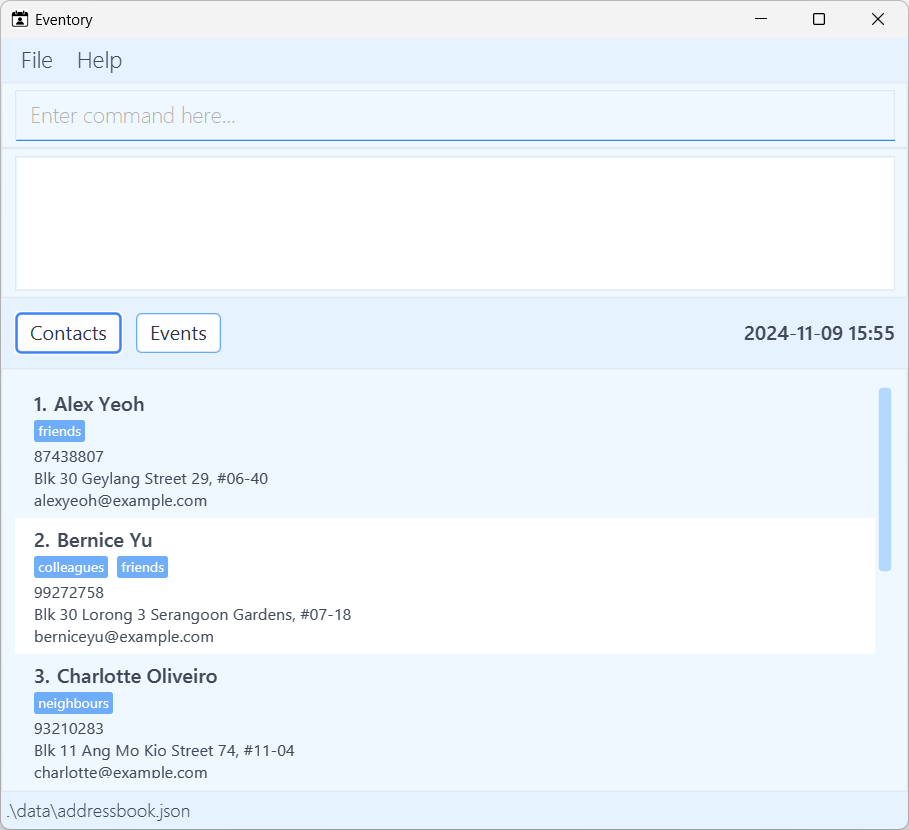 Eventory
File Help
Enter command here...
Contacts Events 2024-11-09 15:55
1. Alex Yeoh
friends
87438807
Blk 30 Geylang Street 29, #06-40
alexyeoh@example.com
2. Bernice Yu
colleagues friends
99272758
Blk 30 Lorong 3 Serangoon Gardens, #07-18
berniceyu@example.com
3. Charlotte Oliveiro
neighbours
93210283
Blk 11 Ang Mo Kio Street 74, #11-04
charlotte@example.com
.\data\addressbook.json